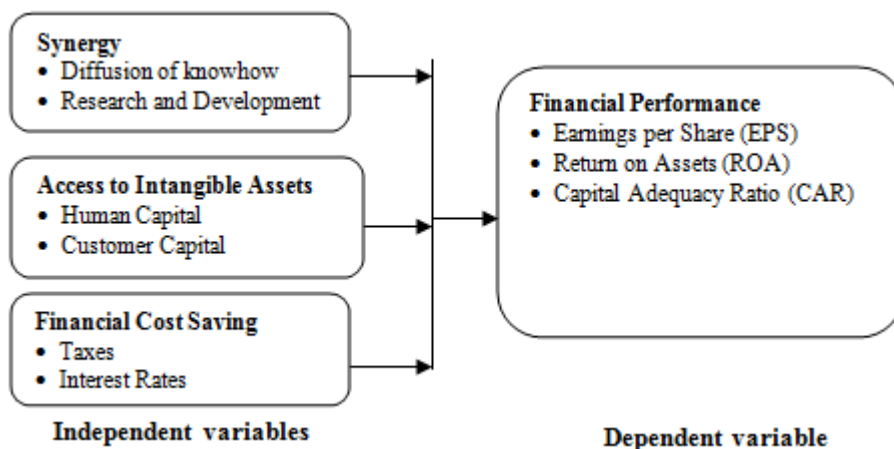 Synergy
• Diffusion of knowhow
• Research and Development
Access to Intangible Assets
• Human Capital
• Customer Capital
Financial Cost Saving
• Taxes
• Interest Rates
Independent variables
Financial Performance
• Earnings per Share (EPS)
• Return on Assets (ROA)
• Capital Adequacy Ratio (CAR)
Dependent variable